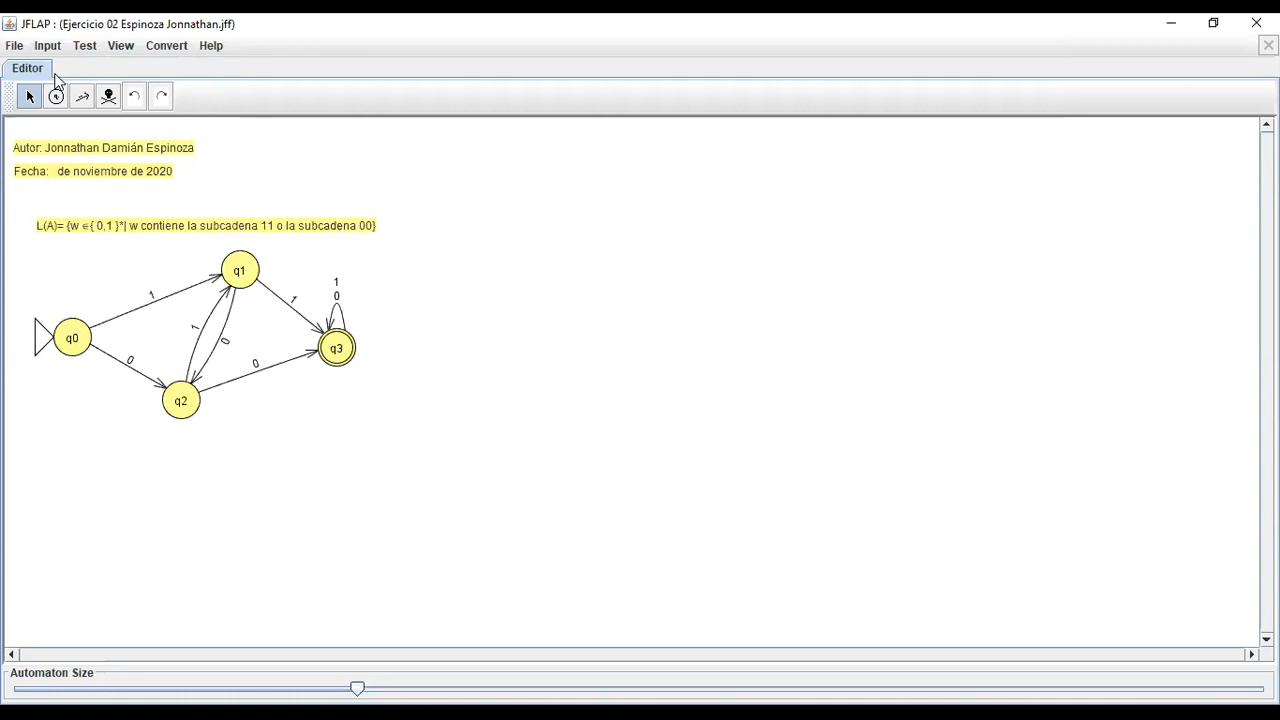 JFLAP : (Ejercicio 02 Espinoza Jonnathan.jff)
File Input Test View Convert Help
Editor
Autor: Jonnathan Damián Espinoza
Fecha: de noviembre de 2020
L(A)= {w ∈{ 0,1 }*| w contiene la subcadena 11 o la subcadena 00}
q1
1
0
1
1
q0
1
0
q3
0
0
q2
Automaton Size